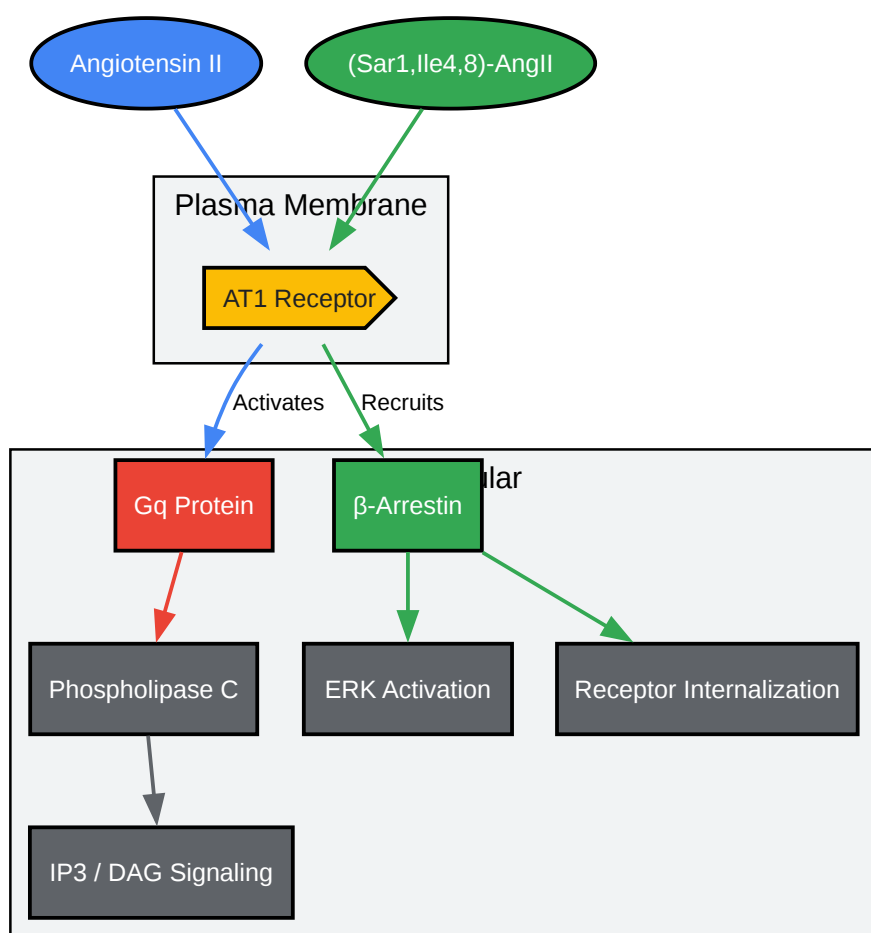 Angiotensin II
(Sar1,Ile4,8)-AngII
Plasma Membrane
AT1 Receptor
Activates
Recruits
ular
Gq Protein
β-Arrestin
Phospholipase C
ERK Activation
Receptor Internalization
IP3 / DAG Signaling